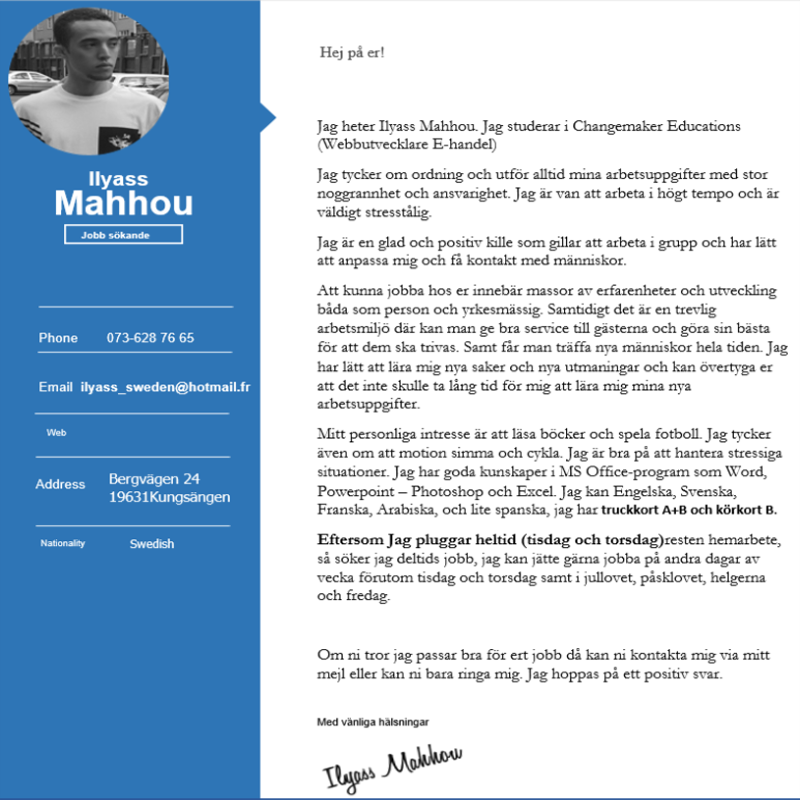 Ilyass
Mahhou
Jobb sökande
Phone 073-628 76 65
Email ilyass_sweden@hotmail.fr
Web
Address Bergvägen 24
19631Kungsängen
Nationality Swedish
Hej på er!
Jag heter Ilyass Mahhou. Jag studerar i Changemaker Educations
(Webbutvecklare E-handel)
Jag tycker om ordning och utför alltid mina arbetsuppgifter med stor
noggrannhet och ansvarighet. Jag är van att arbeta i högt tempo och är
väldigt stresstålig.
Jag är en glad och positiv kille som gillar att arbeta i grupp och har lätt
att anpassa mig och få kontakt med människor.
Att kunna jobba hos er innebär massor av erfarenheter och utveckling
båda som person och yrkesmässig. Samtidigt det är en trevlig
arbetsmiljö där kan man ge bra service till gästerna och göra sin bästa
för att dem ska trivas. Samt får man träffa nya människor hela tiden. Jag
har lätt att lära mig nya saker och nya utmaningar och kan övertyga er
att det inte skulle ta lång tid för mig att lära mig mina nya
arbetsuppgifter.
Mitt personliga intresse är att läsa böcker och spela fotboll. Jag tycker
även om att motion simma och cykla. Jag är bra på att hantera stressiga
situationer. Jag har goda kunskaper i MS Office-program som Word,
Powerpoint – Photoshop och Excel. Jag kan Engelska, Svenska,
Franska, Arabiska, och lite spanska, jag har truckkort A+B och körkort B.
Eftersom Jag pluggar heltid (tisdag och torsdag)resten hemarbete,
så söker jag deltids jobb, jag kan jätte gärna jobba på andra dagar av
vecka förutom tisdag och torsdag samt i jullovet, påsklovet, helgerna
och fredag.
Om ni tror jag passar bra för ert jobb då kan ni kontakta mig via mitt
mejl eller kan ni bara ringa mig. Jag hoppas på ett positiv svar.
Med vänliga hälsningar
Ilyass Mahhou